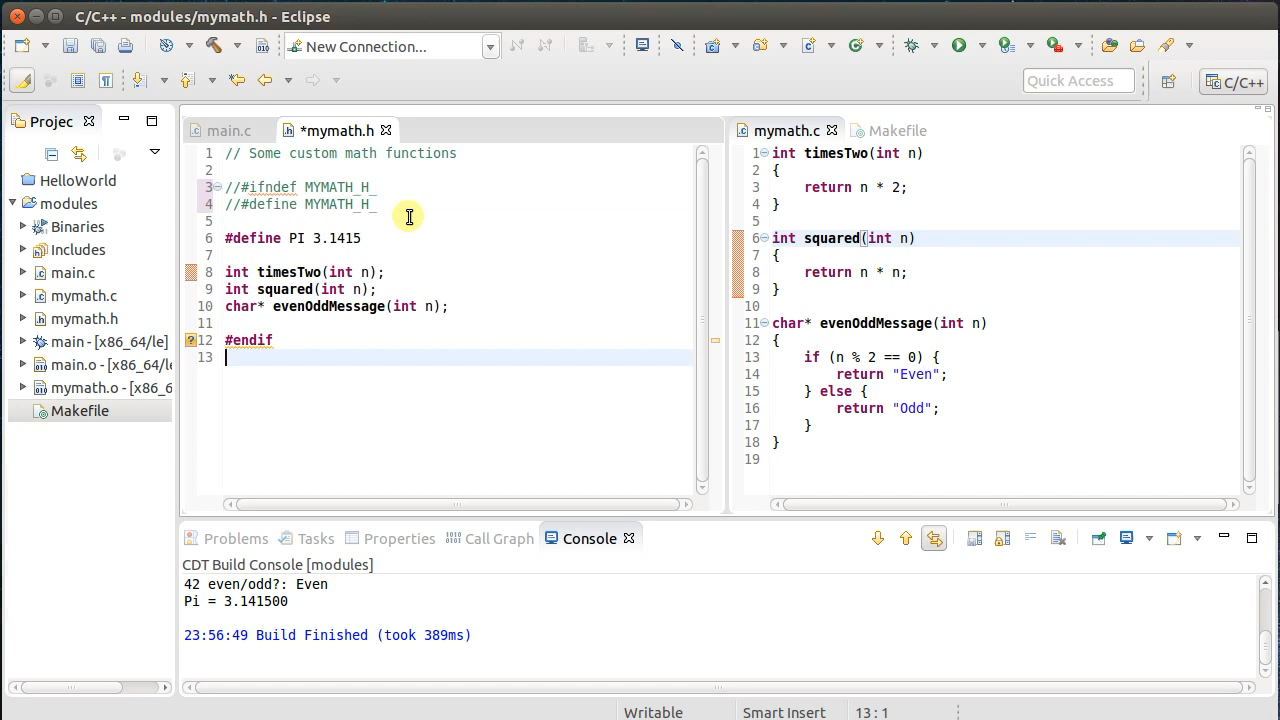 C/C++ - modules/mymath.h - Eclipse
New Connection...
Quick Access
C/C++
Projec
HelloWorld
modules
Binaries
Includes
main.c
mymath.c
mymath.h
main - [x86_64/le]
main.o - [x86_64/le
mymath.o - [x86_6
Makefile
main.c
*mymath.h
1 // Some custom math functions
2
3 //#ifndef MYMATH_H_
4 //#define MYMATH_H_
5
6 #define PI 3.1415
7
8 int timesTwo(int n);
9 int squared(int n);
10 char* evenOddMessage(int n);
11
12 #endif
13
mymath.c
Makefile
1 int timesTwo(int n)
2 {
3     return n * 2;
4 }
5
6 int squared(int n)
7 {
8     return n * n;
9 }
10
11 char* evenOddMessage(int n)
12 {
13     if (n % 2 == 0) {
14         return "Even";
15     } else {
16         return "Odd";
17     }
18 }
19
Problems
Tasks
Properties
Call Graph
Console
CDT Build Console [modules]
42 even/odd?: Even
Pi = 3.141500
23:56:49 Build Finished (took 389ms)
Writable
Smart Insert
13 : 1